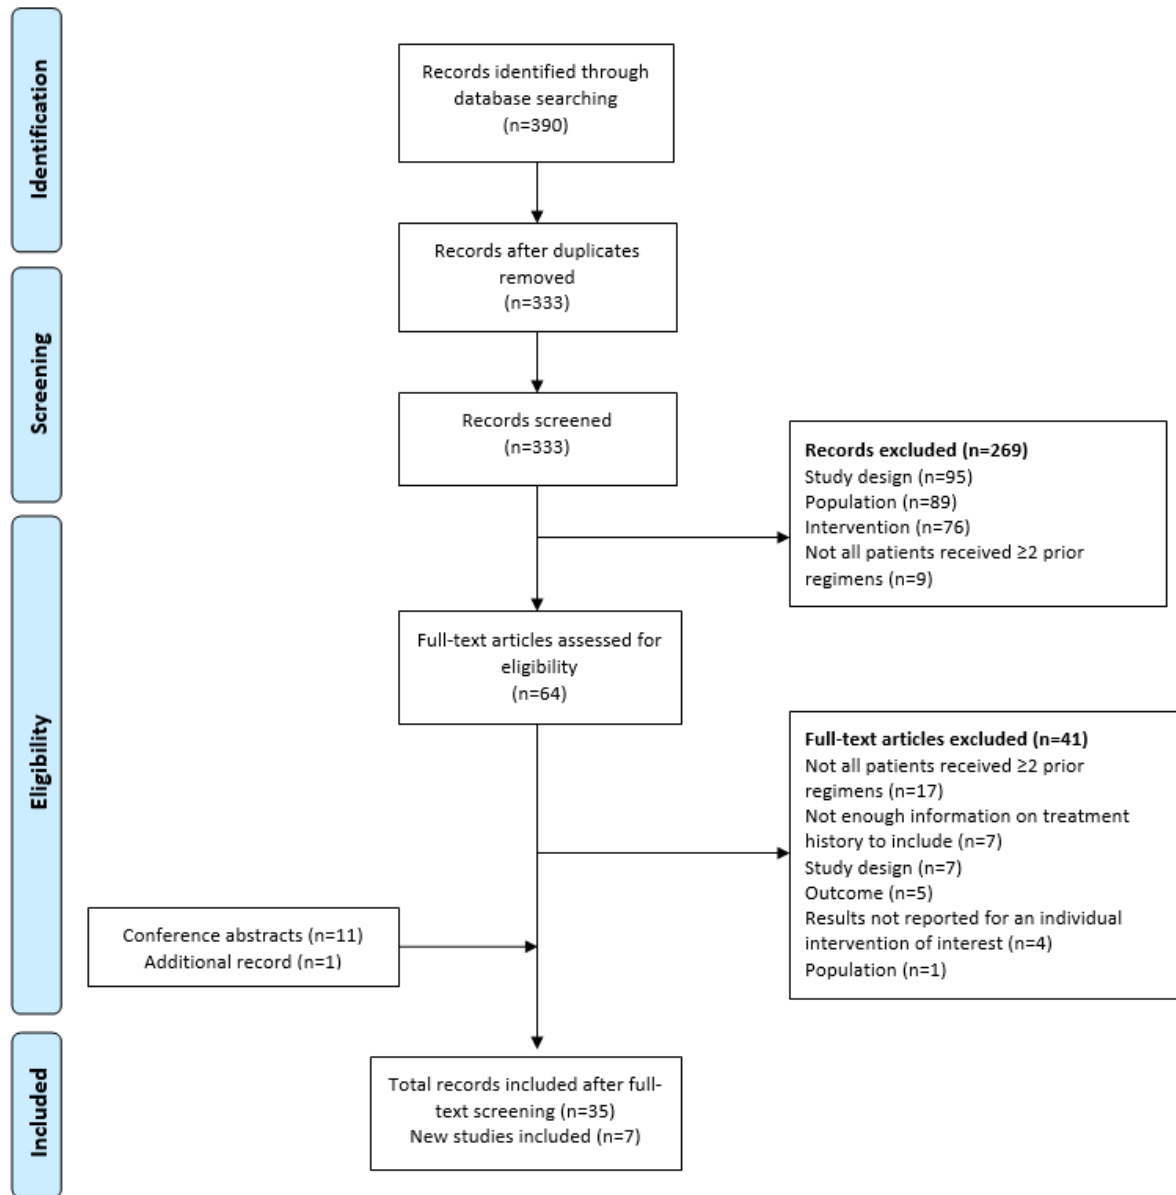 Identification
Records identified through
database searching
(n=390)
Records after duplicates
removed
(n=333)
Screening
Records screened
(n=333)
Records excluded (n=269)
Study design (n=95)
Population (n=89)
Intervention (n=76)
Not all patients received ≥2 prior
regimens (n=9)
Eligibility
Full-text articles assessed for
eligibility
(n=64)
Full-text articles excluded (n=41)
Not all patients received ≥2 prior
regimens (n=17)
Not enough information on treatment
history to include (n=7)
Study design (n=7)
Outcome (n=5)
Results not reported for an individual
intervention of interest (n=4)
Population (n=1)
Conference abstracts (n=11)
Additional record (n=1)
Included
Total records included after full-
text screening (n=35)
New studies included (n=7)